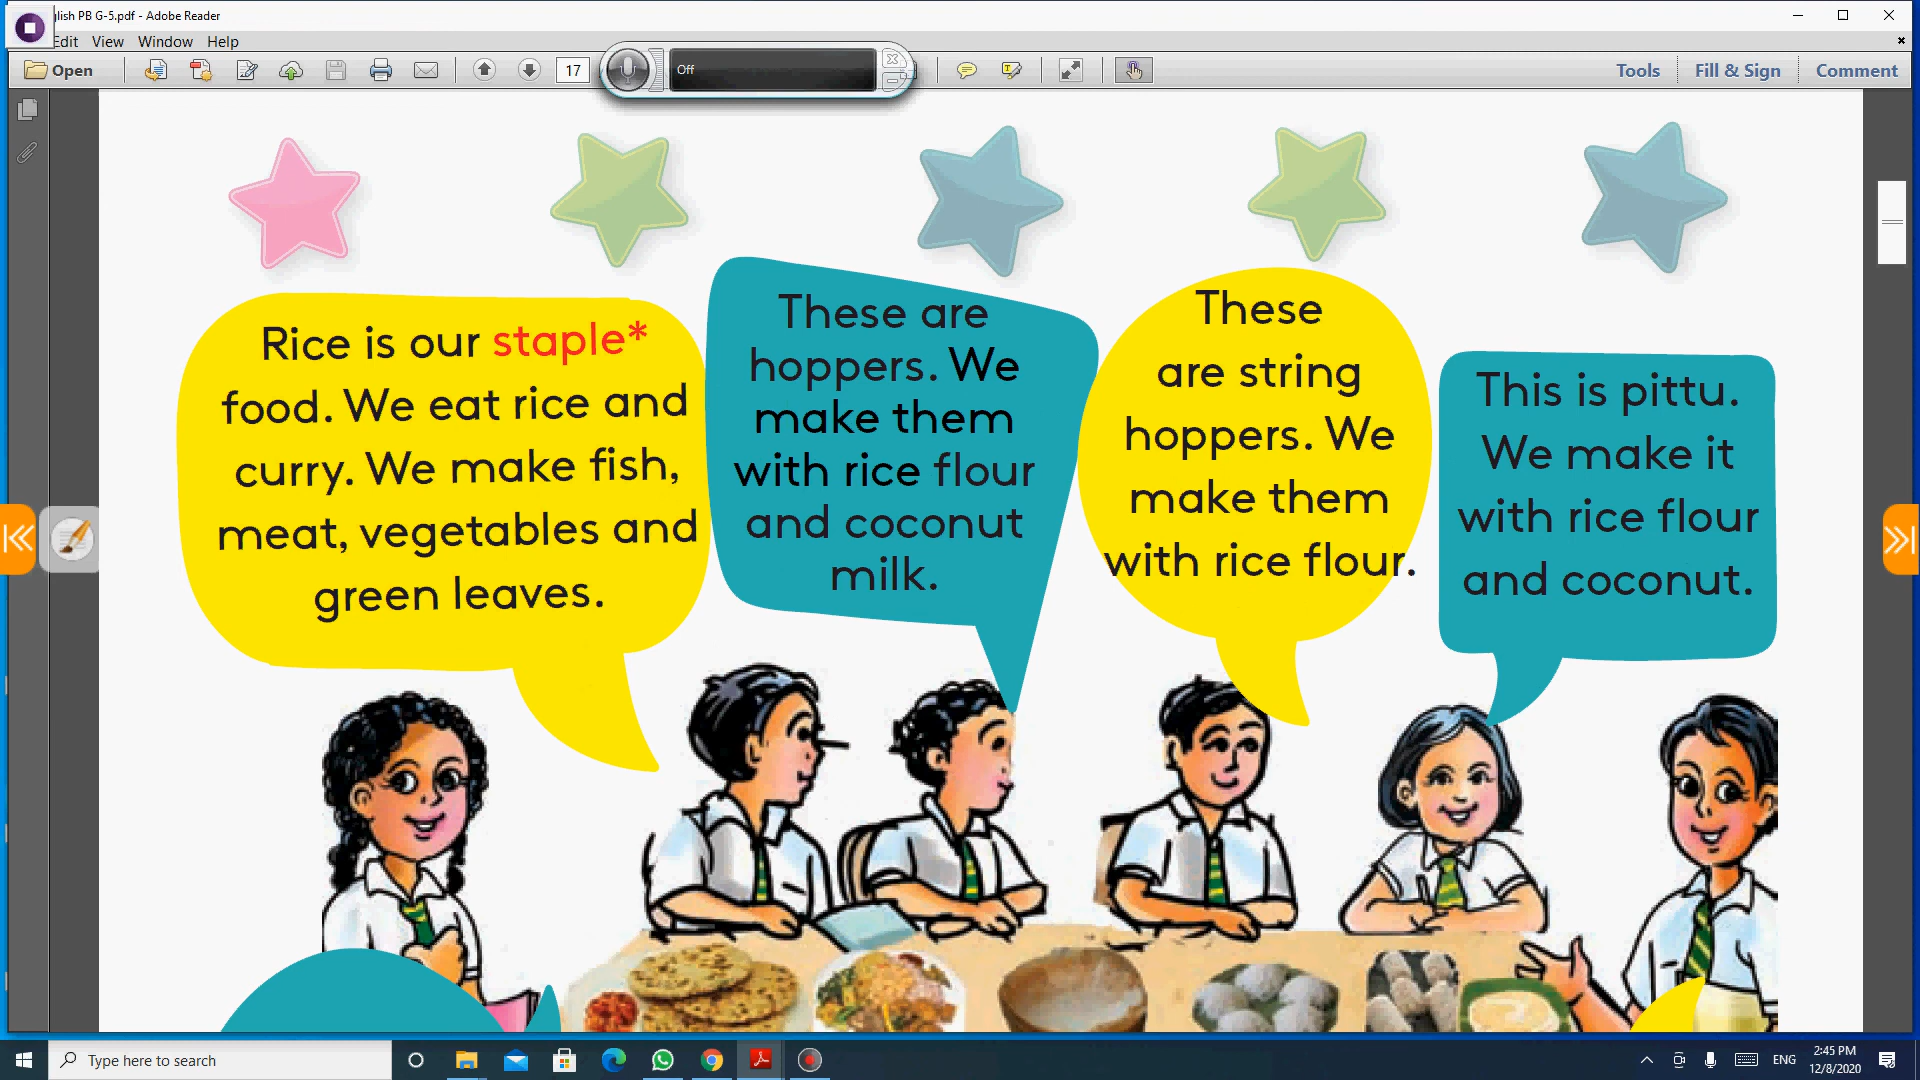 glish PB G-5.pdf - Adobe Reader
Edit View Window Help
Open
17
Off
Tools Fill & Sign Comment
Rice is our staple*
food. We eat rice and
curry. We make fish,
meat, vegetables and
green leaves.
These are
hoppers. We
make them
with rice flour
and coconut
milk.
These
are string
hoppers. We
make them
with rice flour.
This is pittu.
We make it
with rice flour
and coconut.
Type here to search
ENG
2:45 PM
12/8/2020